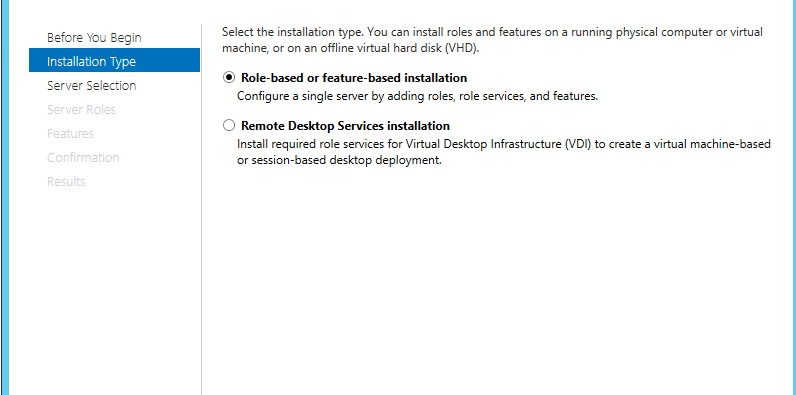 Before You Begin
Installation Type
Server Selection
Server Roles
Features
Confirmation
Results
Select the installation type. You can install roles and features on a running physical computer or virtual
machine, or on an offline virtual hard disk (VHD).
Role-based or feature-based installation
Configure a single server by adding roles, role services, and features.
Remote Desktop Services installation
Install required role services for Virtual Desktop Infrastructure (VDI) to create a virtual machine-based
or session-based desktop deployment.